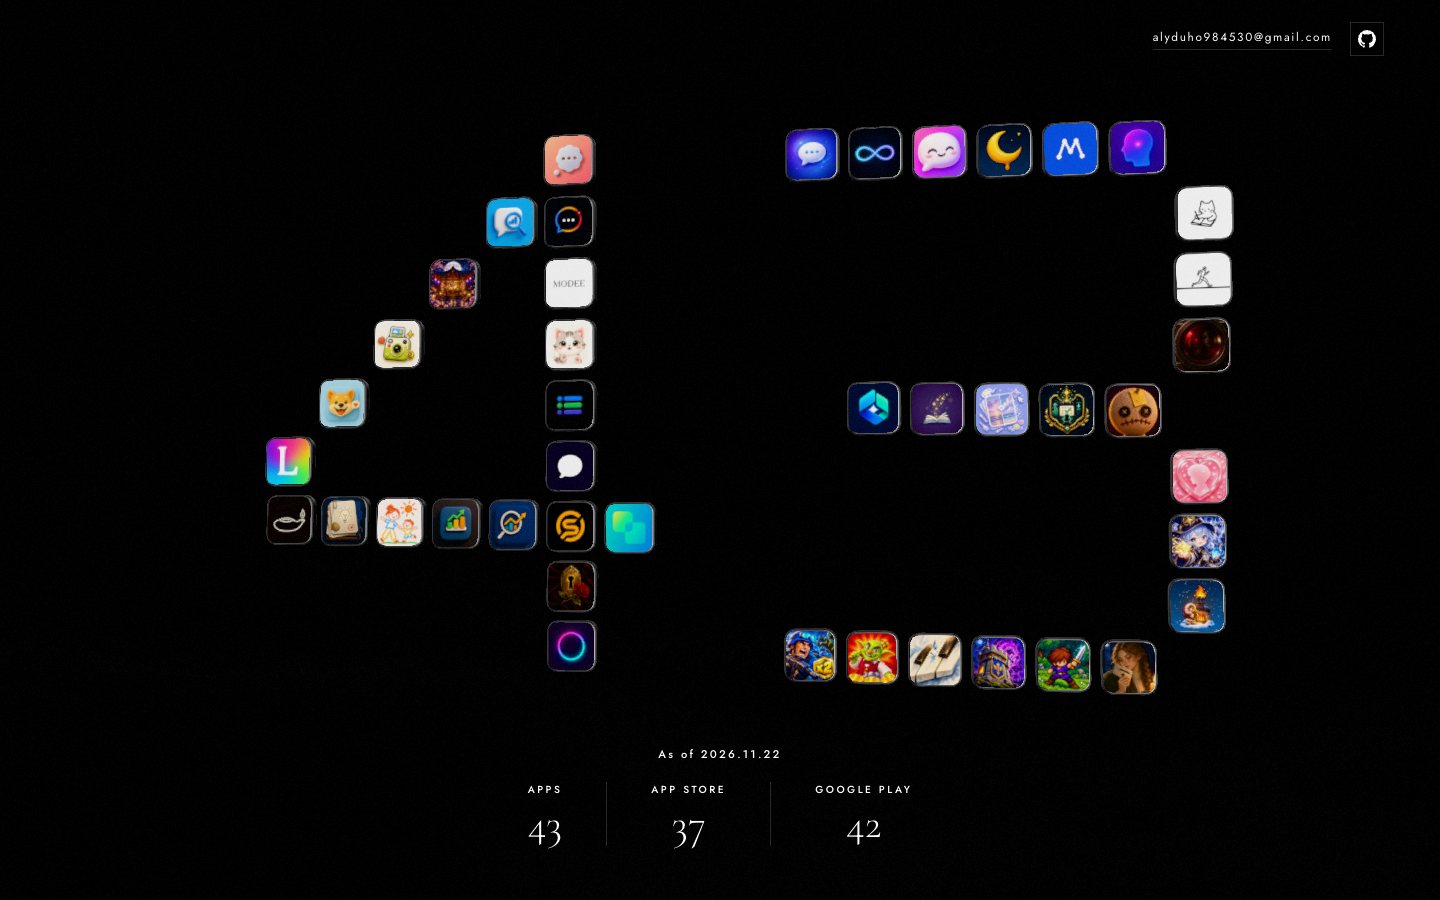 alyduho984530@gmail.com
MODEE
M
L
S
As of 2026.11.22
APPS
APP STORE
GOOGLE PLAY
43
37
42